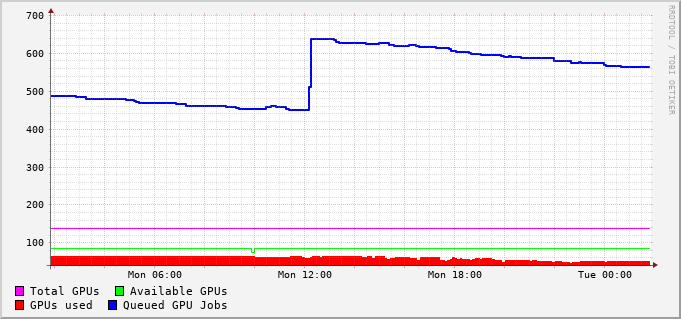 700
600
500
400
300
200
100
Mon 06:00 Mon 12:00 Mon 18:00 Tue 00:00
Total GPUs Available GPUs
GPUs used Queued GPU Jobs
RRDTOOL / TOBI OETIKER